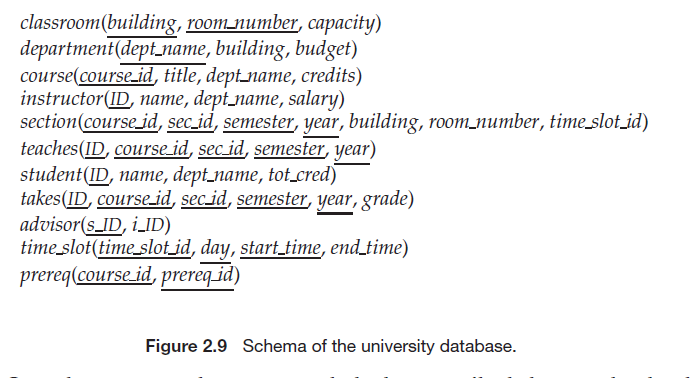 classroom(building, room_number, capacity)
department(dept_name, building, budget)
course(course_id, title, dept_name, credits)
instructor(ID, name, dept_name, salary)
section(course_id, sec_id, semester, year, building, room_number, time_slot_id)
teaches(ID, course_id, sec_id, semester, year)
student(ID, name, dept_name, tot_cred)
takes(ID, course_id, sec_id, semester, year, grade)
advisor(s_ID, i_ID)
time_slot(time_slot_id, day, start_time, end_time)
prereq(course_id, prereq_id)
Figure 2.9 Schema of the university database.